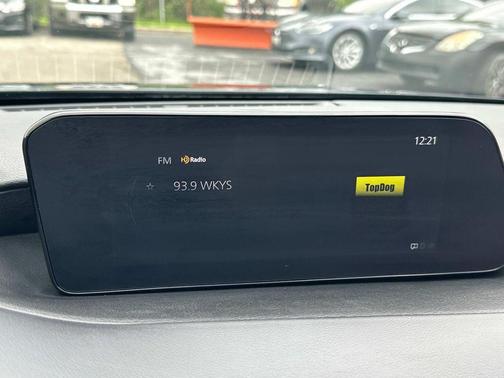 12:21
FM HD Radio
☆ 93.9 WKYS
TopDog